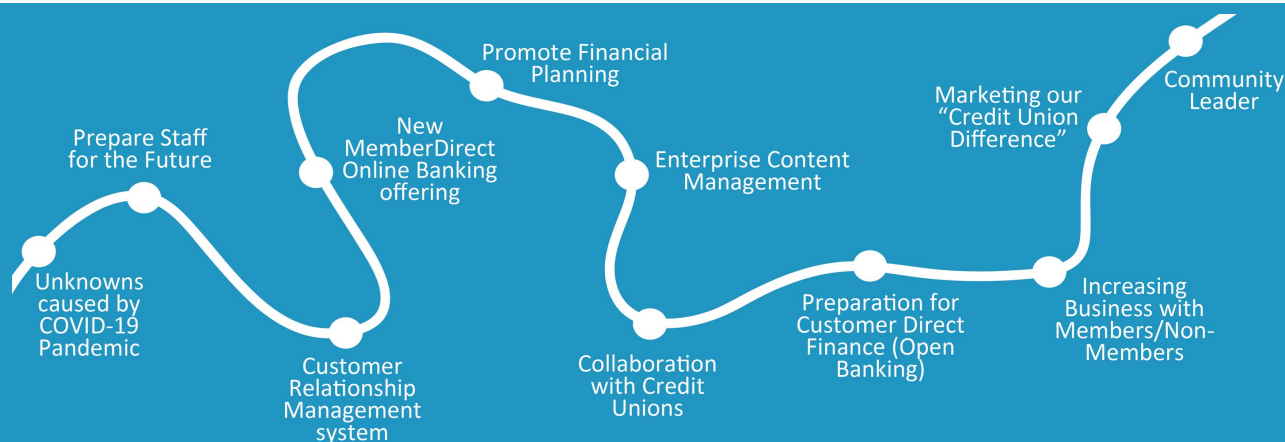 Unknowns
caused by
COVID-19
Pandemic
Prepare Staff
for the Future
Customer
Relationship
Management
system
New
MemberDirect
Online Banking
offering
Promote Financial
Planning
Enterprise Content
Management
Collaboration
with Credit
Unions
Preparation for
Customer Direct
Finance (Open
Banking)
Increasing
Business with
Members/Non-
Members
Marketing our
“Credit Union
Difference”
Community
Leader